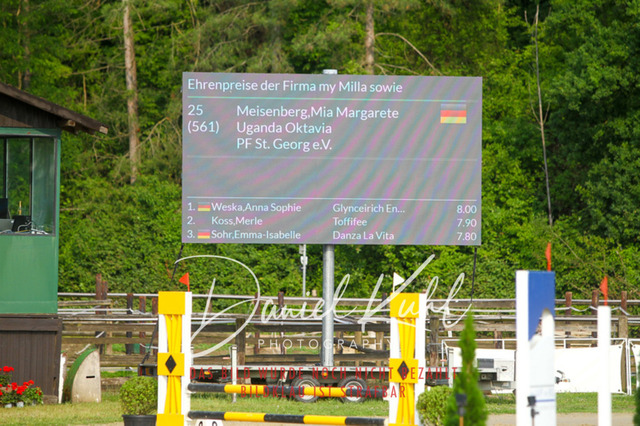 Ehrenpreise der Firma my Milla sowie
25 Meisenberg,Mia Margarete
(561) Uganda Oktavia
PF St. Georg e.V.
1. Weska,Anna Sophie Glynceirich En... 8.00
2. Koss,Merle Toffifee 7.90
3. Sohr,Emma-Isabelle Danza La Vita 7.80
Daniel Kuhl
PHOTOGRAPHY